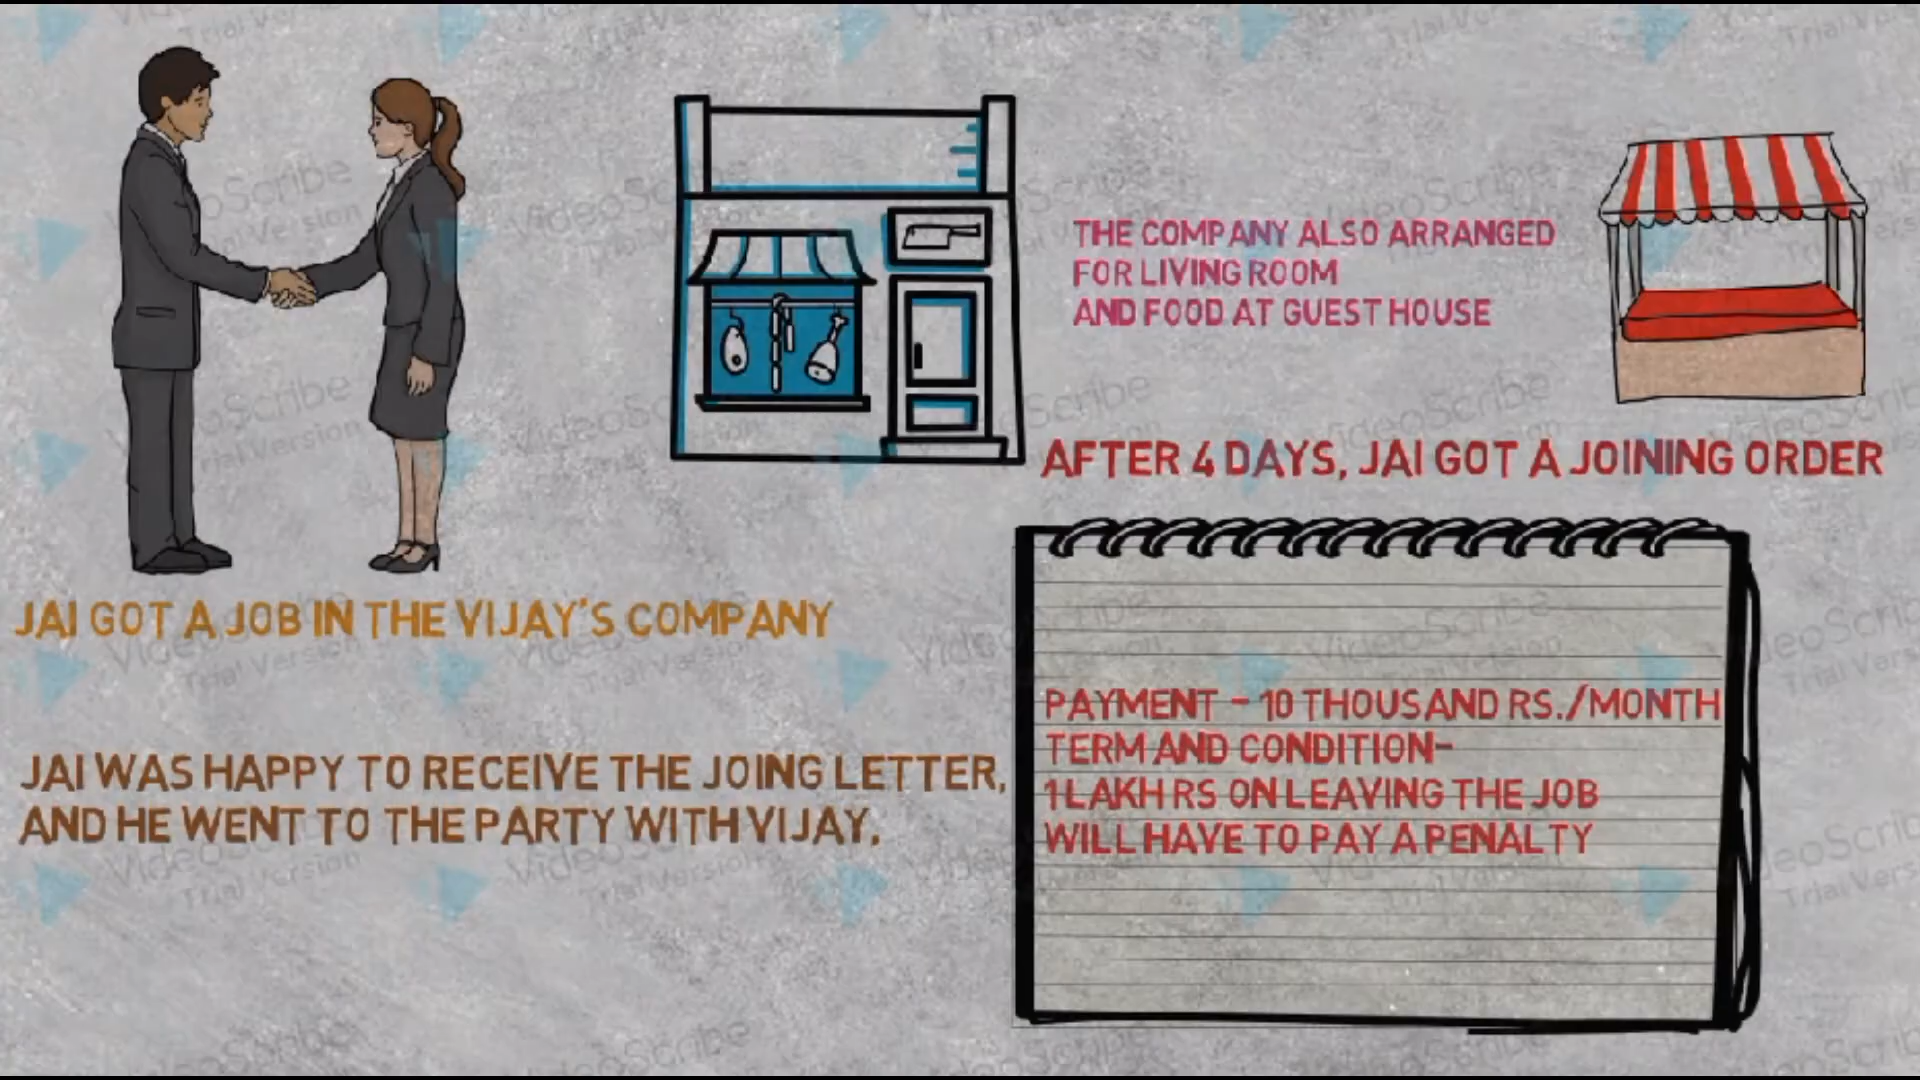 THE COMPANY ALSO ARRANGED
FOR LIVING ROOM
AND FOOD AT GUEST HOUSE
AFTER 4 DAYS, JAI GOT A JOINING ORDER
JAI GOT A JOB IN THE VIJAY'S COMPANY
JAI WAS HAPPY TO RECEIVE THE JOING LETTER,
AND HE WENT TO THE PARTY WITH VIJAY,
PAYMENT - 10 THOUSAND RS./MONTH
TERM AND CONDITION-
1 LAKH RS ON LEAVING THE JOB
WILL HAVE TO PAY A PENALTY
VideoScribe
Trial Version